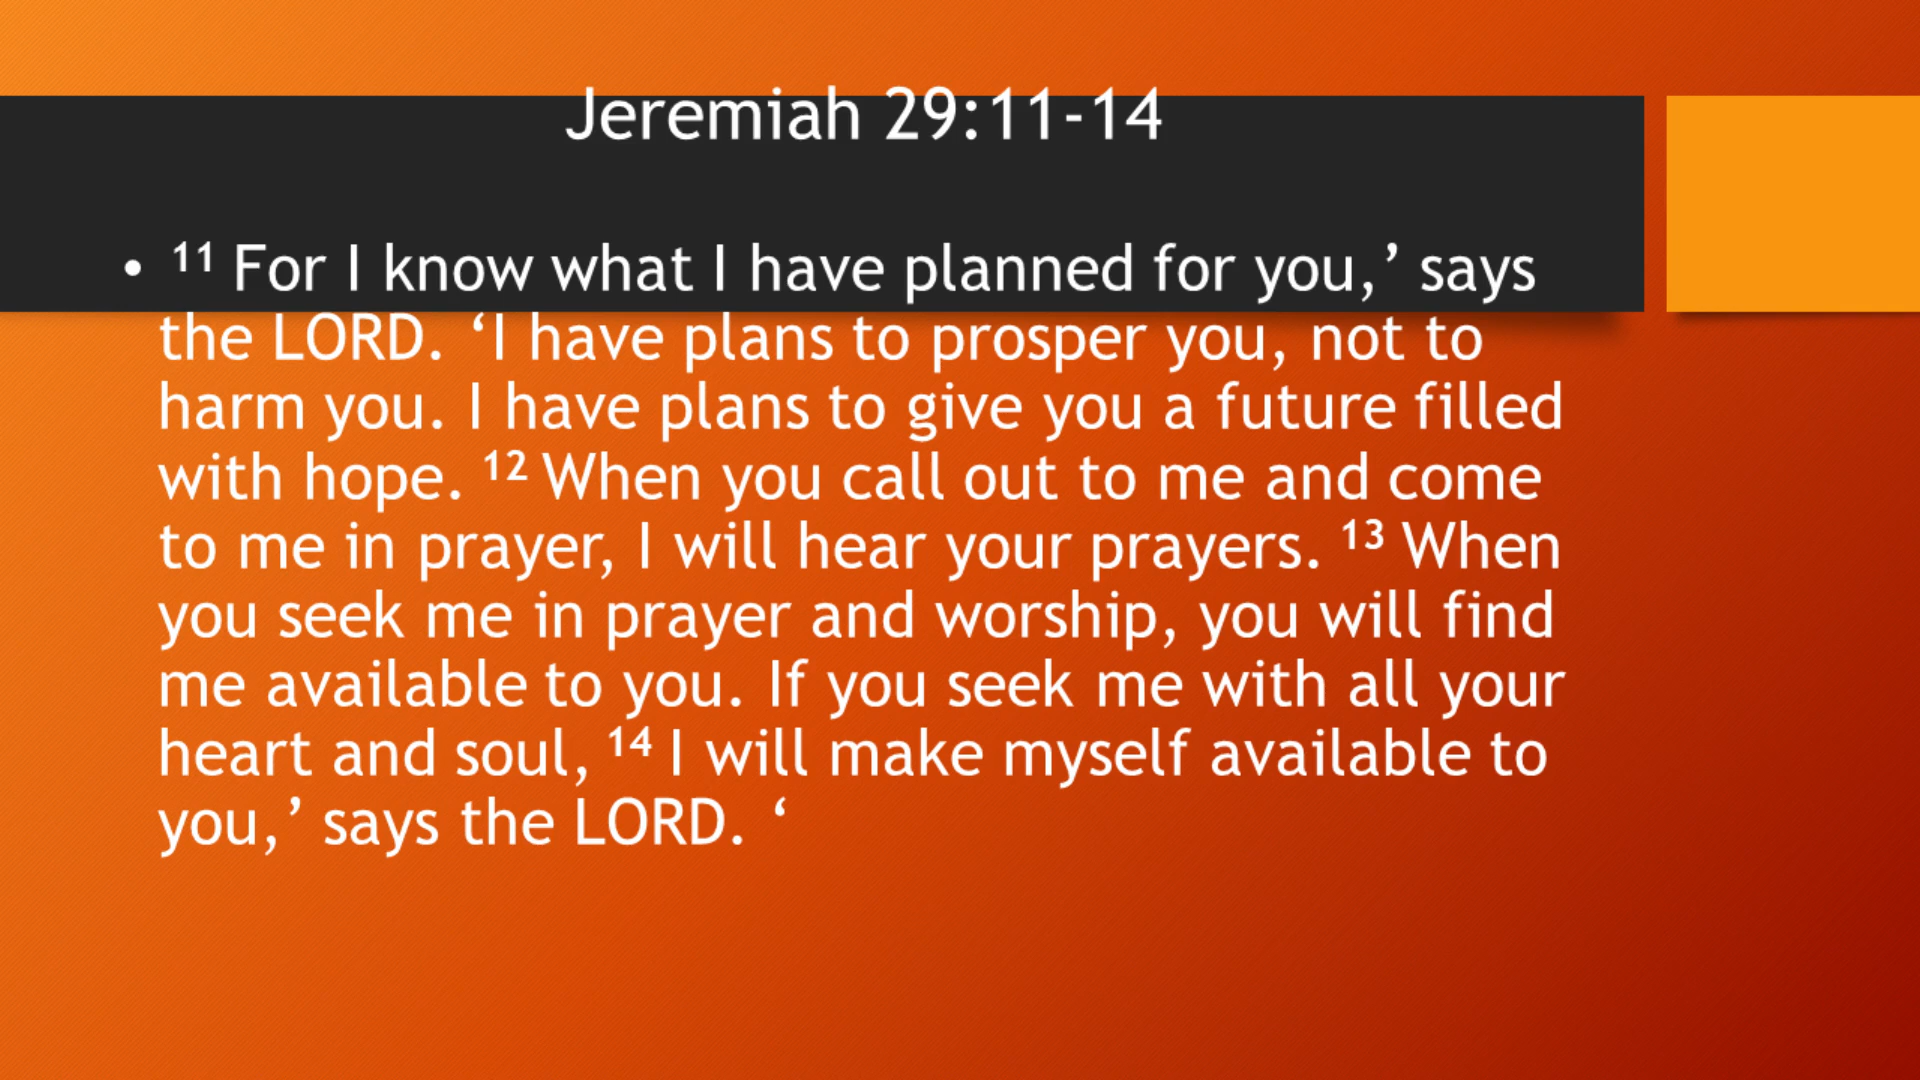 Jeremiah 29:11-14
• ¹¹ For I know what I have planned for you,’ says
the LORD. ‘I have plans to prosper you, not to
harm you. I have plans to give you a future filled
with hope. ¹² When you call out to me and come
to me in prayer, I will hear your prayers. ¹³ When
you seek me in prayer and worship, you will find
me available to you. If you seek me with all your
heart and soul, ¹⁴ I will make myself available to
you,’ says the LORD. ‘